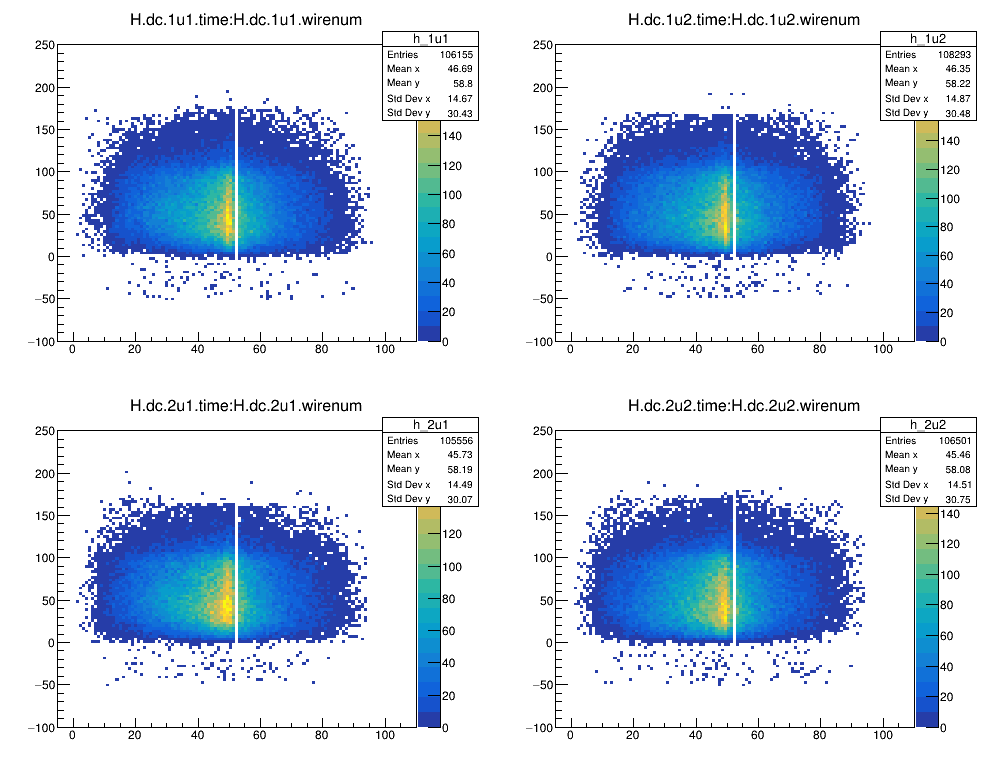 H.dc.1u1.time:H.dc.1u1.wirenum
h_1u1
Entries 106155
Mean x 46.69
Mean y 58.8
Std Dev x 14.67
Std Dev y 30.43
250
200
150
100
50
0
−50
−100
0 20 40 60 80 100
140
120
100
80
60
40
20
0
H.dc.1u2.time:H.dc.1u2.wirenum
h_1u2
Entries 108293
Mean x 46.35
Mean y 58.22
Std Dev x 14.87
Std Dev y 30.48
250
200
150
100
50
0
−50
−100
0 20 40 60 80 100
140
120
100
80
60
40
20
0
H.dc.2u1.time:H.dc.2u1.wirenum
h_2u1
Entries 105556
Mean x 45.73
Mean y 58.19
Std Dev x 14.49
Std Dev y 30.07
250
200
150
100
50
0
−50
−100
0 20 40 60 80 100
120
100
80
60
40
20
0
H.dc.2u2.time:H.dc.2u2.wirenum
h_2u2
Entries 106501
Mean x 45.46
Mean y 58.08
Std Dev x 14.51
Std Dev y 30.75
250
200
150
100
50
0
−50
−100
0 20 40 60 80 100
140
120
100
80
60
40
20
0